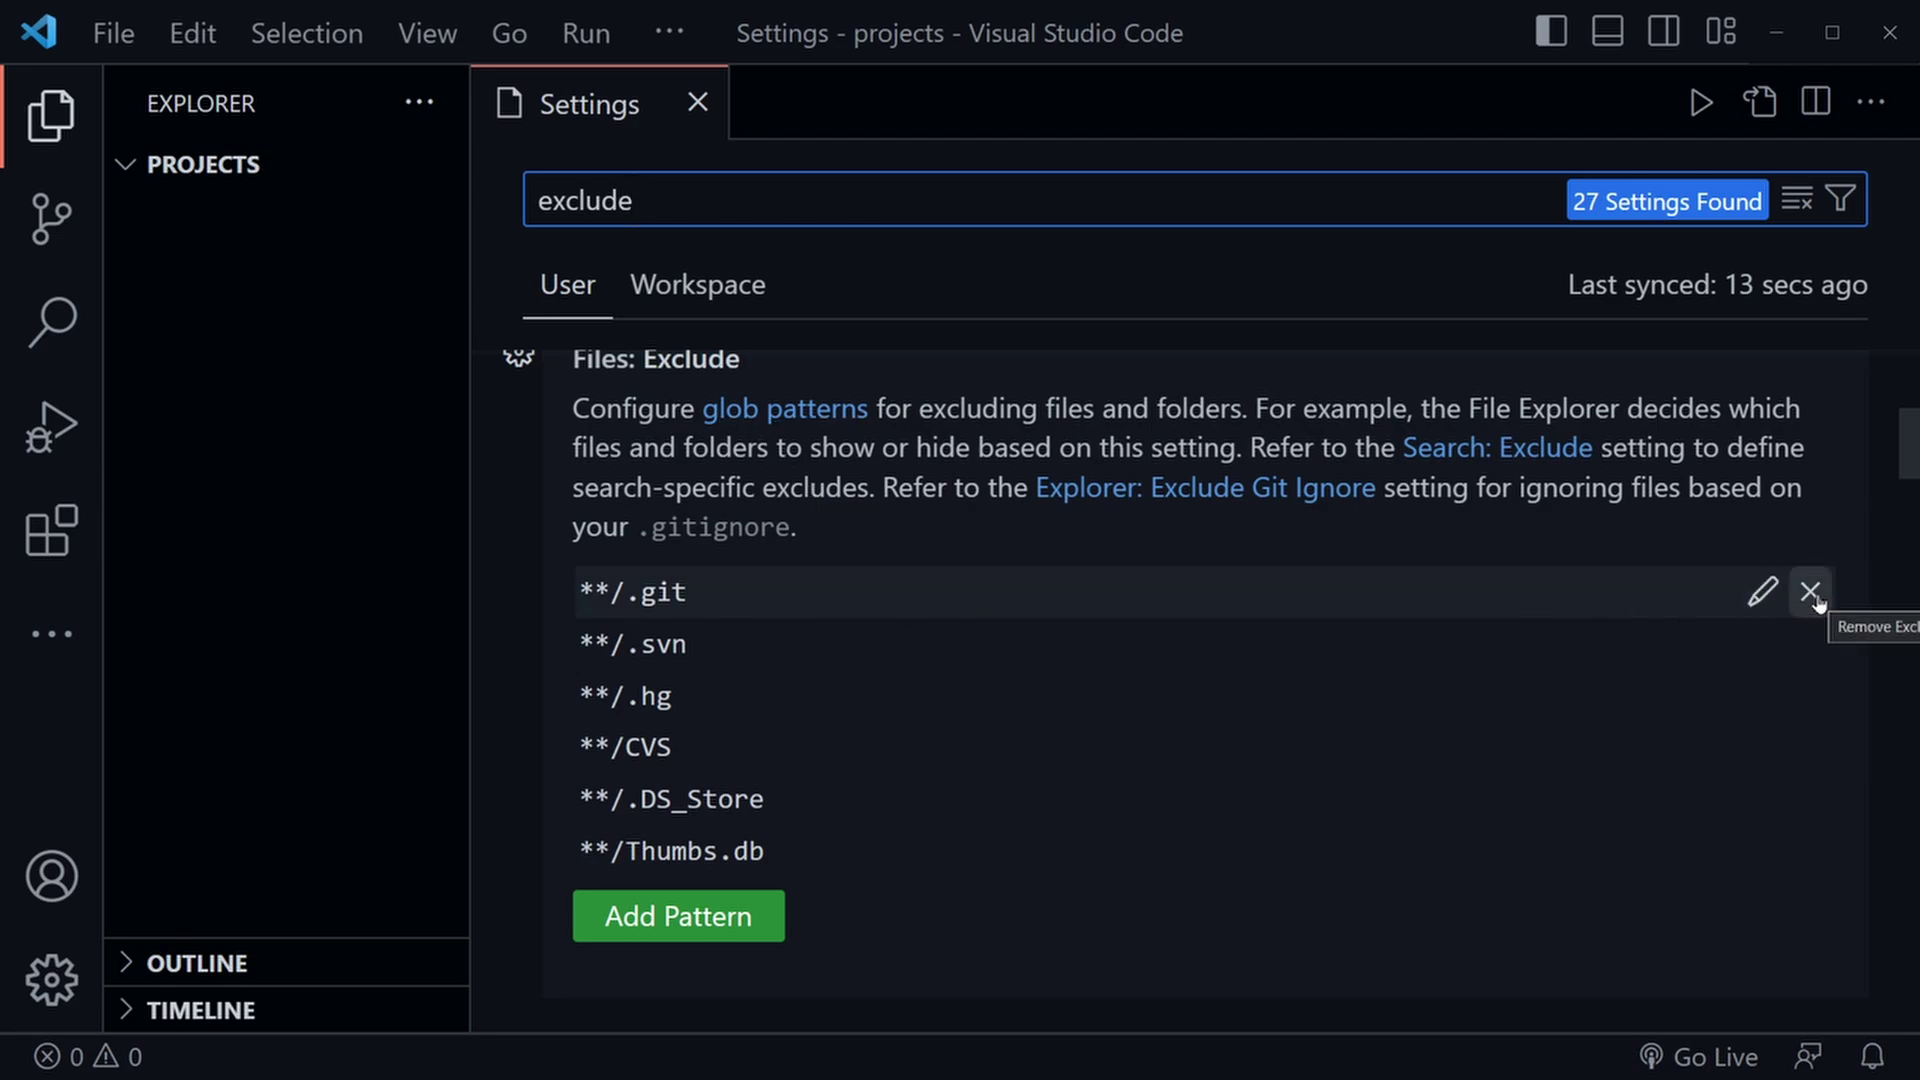 File Edit Selection View Go Run ··· Settings - projects - Visual Studio Code
EXPLORER ···
PROJECTS
OUTLINE
TIMELINE
Settings
exclude 27 Settings Found
User Workspace Last synced: 13 secs ago
Files: Exclude
Configure glob patterns for excluding files and folders. For example, the File Explorer decides which
files and folders to show or hide based on this setting. Refer to the Search: Exclude setting to define
search-specific excludes. Refer to the Explorer: Exclude Git Ignore setting for ignoring files based on
your .gitignore.
**/.git
Remove Excl
**/.svn
**/.hg
**/CVS
**/.DS_Store
**/Thumbs.db
Add Pattern
0 0 Go Live